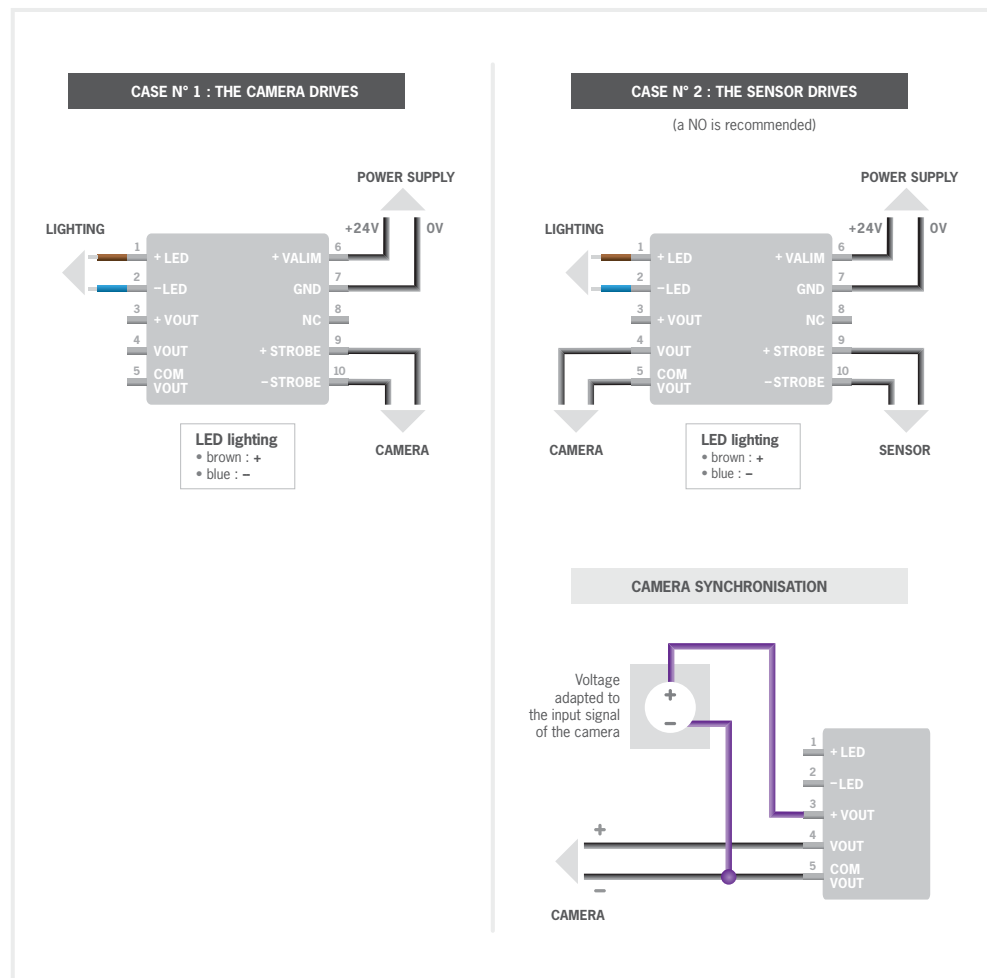 CASE N° 1 : THE CAMERA DRIVES
POWER SUPPLY
+24V
0V
LIGHTING
1
+ LED
2
–LED
3
+ VOUT
4
VOUT
5
COM
VOUT
6
+ VALIM
7
GND
8
NC
9
+ STROBE
10
–STROBE
CAMERA
LED lighting
• brown : +
• blue : –
CASE N° 2 : THE SENSOR DRIVES
(a NO is recommended)
POWER SUPPLY
+24V
0V
LIGHTING
1
+ LED
2
–LED
3
+ VOUT
4
VOUT
5
COM
VOUT
6
+ VALIM
7
GND
8
NC
9
+ STROBE
10
–STROBE
CAMERA
SENSOR
LED lighting
• brown : +
• blue : –
CAMERA SYNCHRONISATION
Voltage
adapted to
the input signal
of the camera
+
–
1
+ LED
2
–LED
3
+ VOUT
4
VOUT
5
COM
VOUT
+
–
CAMERA